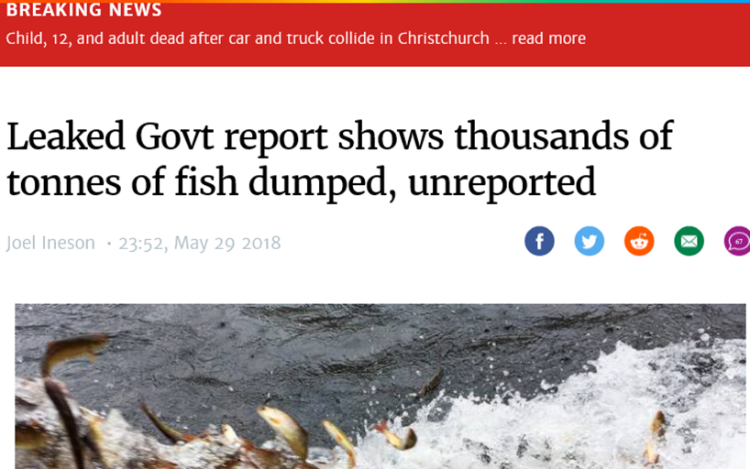 BREAKING NEWS
Child, 12, and adult dead after car and truck collide in Christchurch ... read more
Leaked Govt report shows thousands of
tonnes of fish dumped, unreported
Joel Ineson • 23:52, May 29 2018
f
67